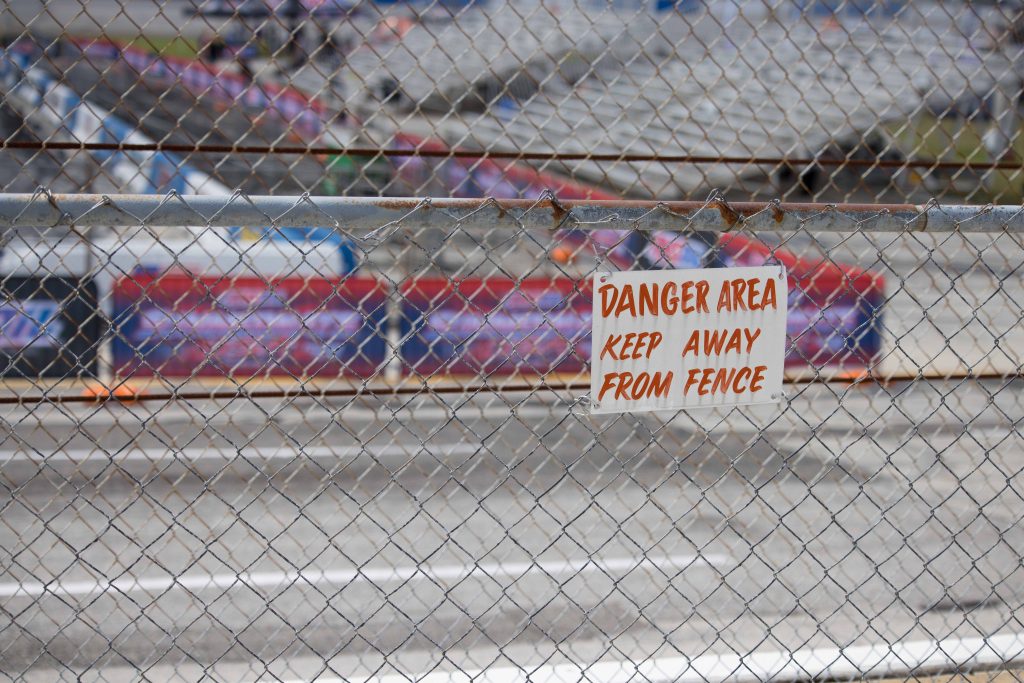 DANGER AREA
KEEP AWAY
FROM FENCE